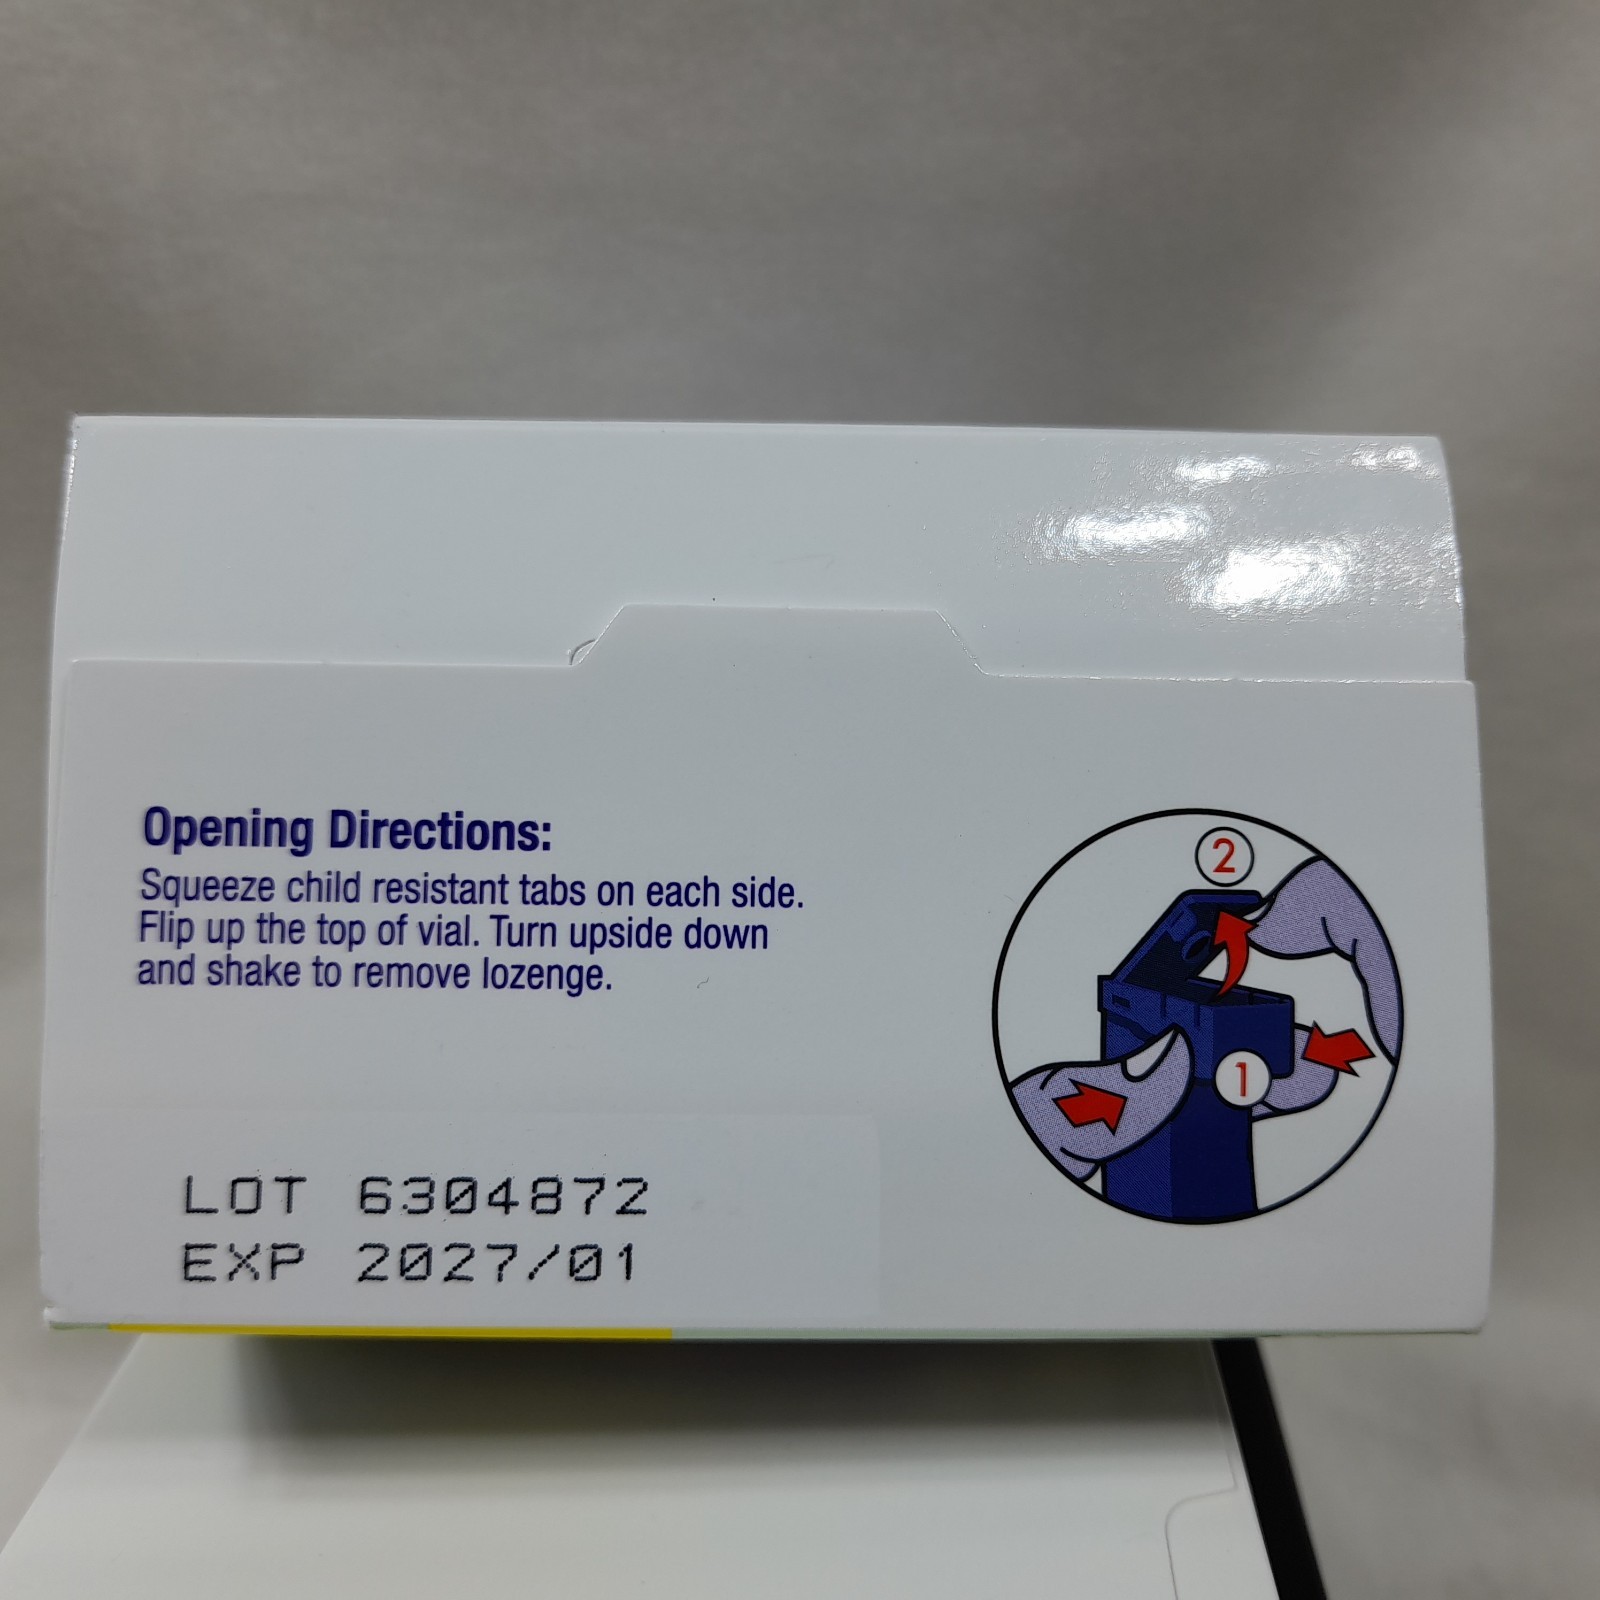 Opening Directions:
Squeeze child resistant tabs on each side.
Flip up the top of vial. Turn upside down
and shake to remove lozenge.
2
1
LOT 6304872
EXP 2027/01